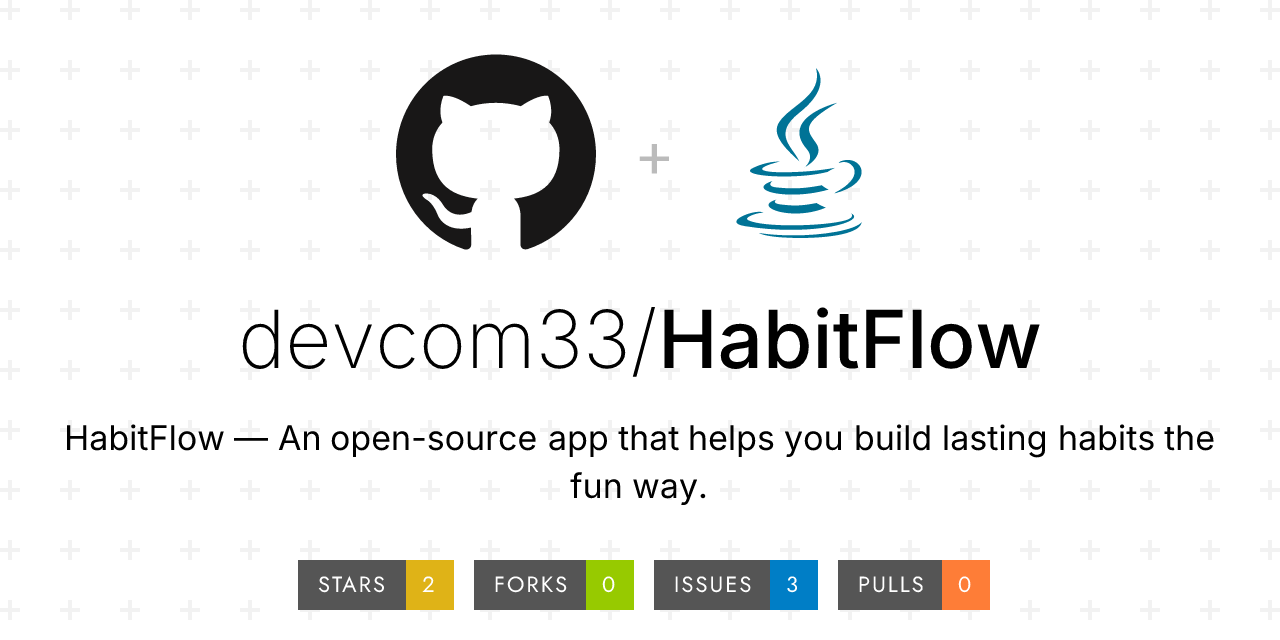 devcom33/HabitFlow
HabitFlow — An open-source app that helps you build lasting habits the
fun way.
STARS 2 FORKS 0 ISSUES 3 PULLS 0